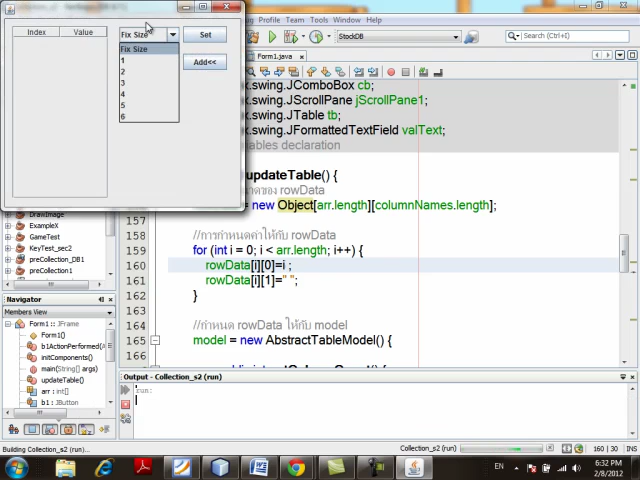 Profile Team Tools Window Help
StockDB
Search (Ctrl+I)
Index Value
Fix Size
Set
Fix Size
1
2
3
4
5
6
Add<<
Form1.java
x.swing.JComboBox cb;
x.swing.JScrollPane jScrollPane1;
x.swing.JTable tb;
x.swing.JFormattedTextField valText;
ables declaration
updateTable() {
นาดของ rowData
= new Object[arr.length][columnNames.length];
157
158 //การกำหนดค่าให้กับ rowData
159 for (int i = 0; i < arr.length; i++) {
160 rowData[i][0]=i ;
161 rowData[i][1]=" ";
162 }
163
164 //กำหนด rowData ให้กับ model
165 model = new AbstractTableModel() {
166
DrawImage
ExampleX
GameTest
KeyTest_sec2
preCollection_DB1
preCollection1
Navigator
Members View
Form1 :: JFrame
Form1()
b1ActionPerformed(A
initComponents()
main(String[] args)
updateTable()
arr : int[]
b1 : JButton
Output - Collection_s2 (run)
run:
Building Collection_s2 (run)...
Collection_s2 (run)
160 | 30 INS
EN
6:32 PM
2/8/2012